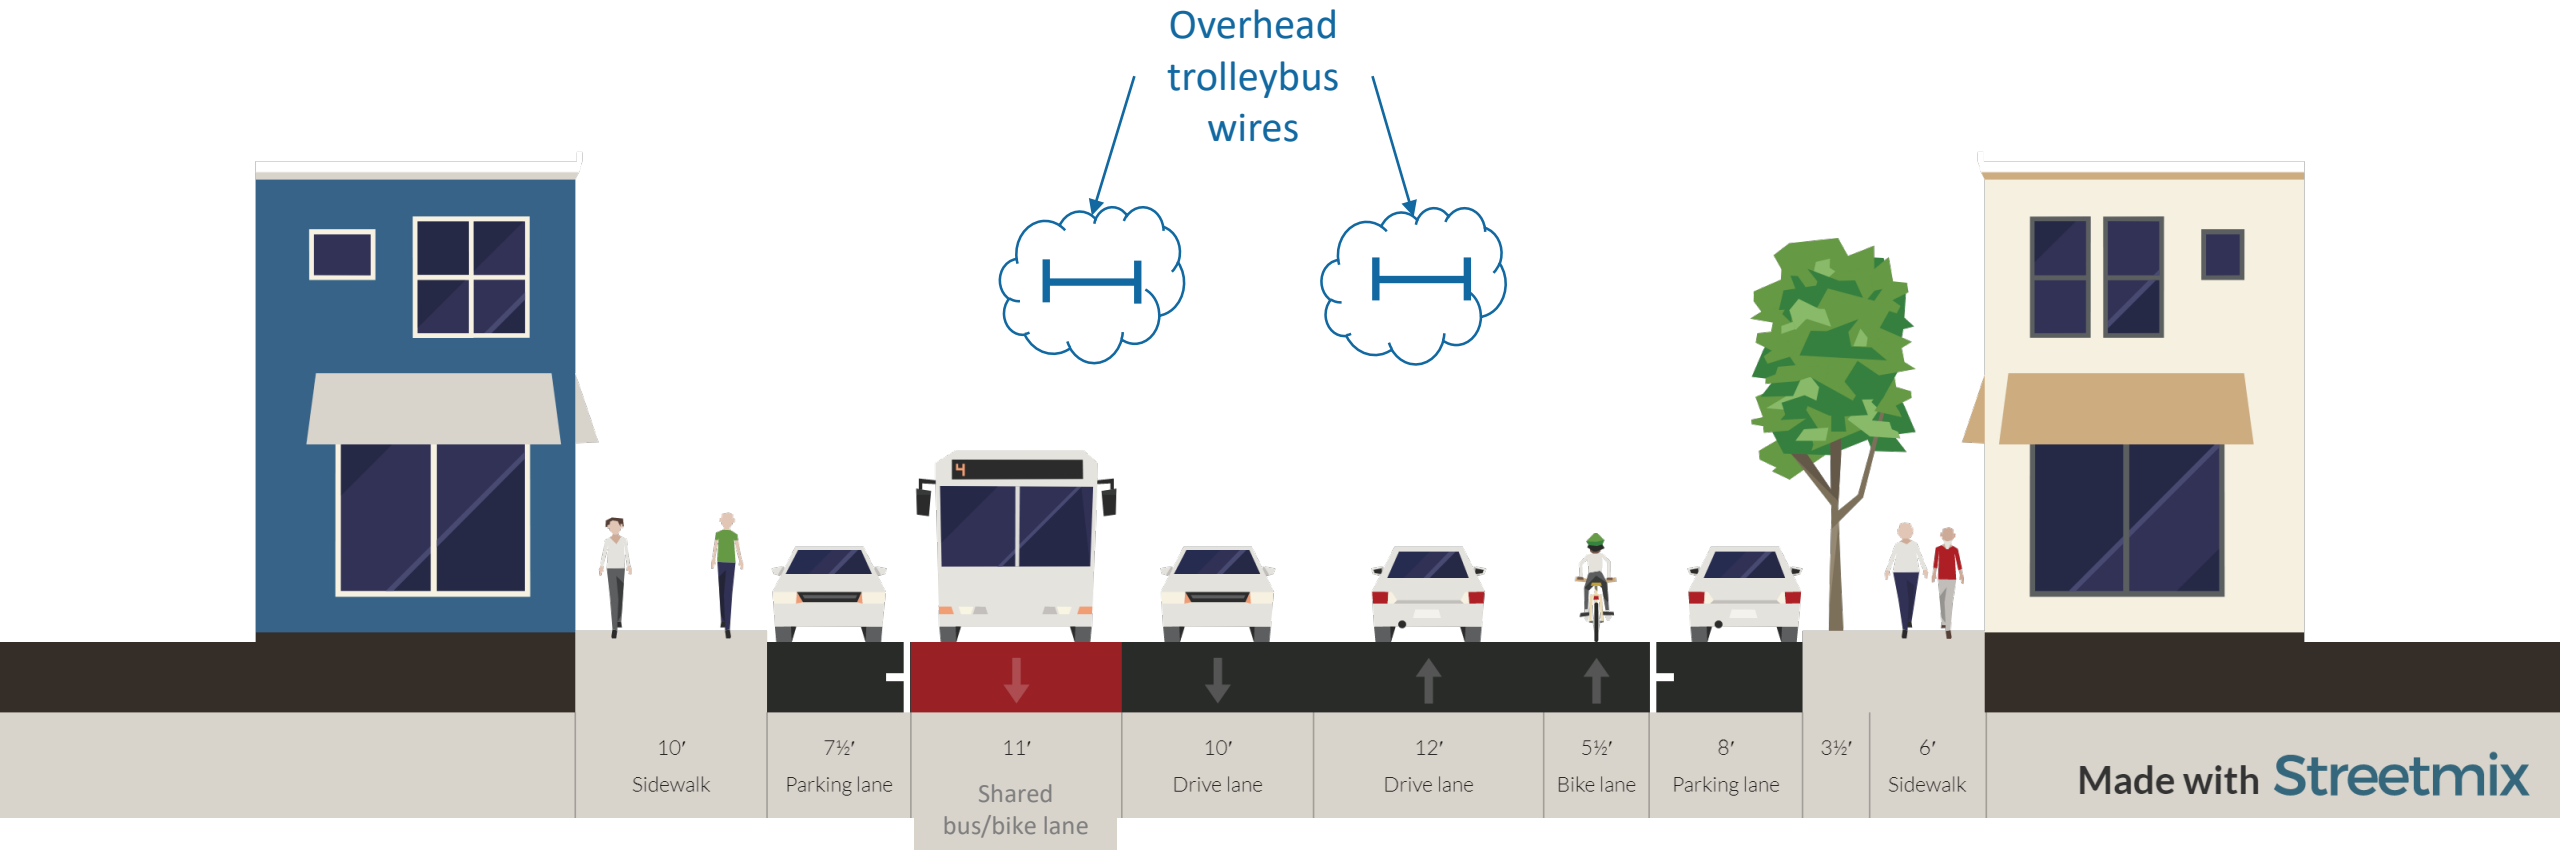 Overhead
trolleybus
wires
4
10′ 7½′ 11′ 10′ 12′ 5½′ 8′ 3½′ 6′
Sidewalk Parking lane Shared bus/bike lane Drive lane Drive lane Bike lane Parking lane Sidewalk
Made with Streetmix